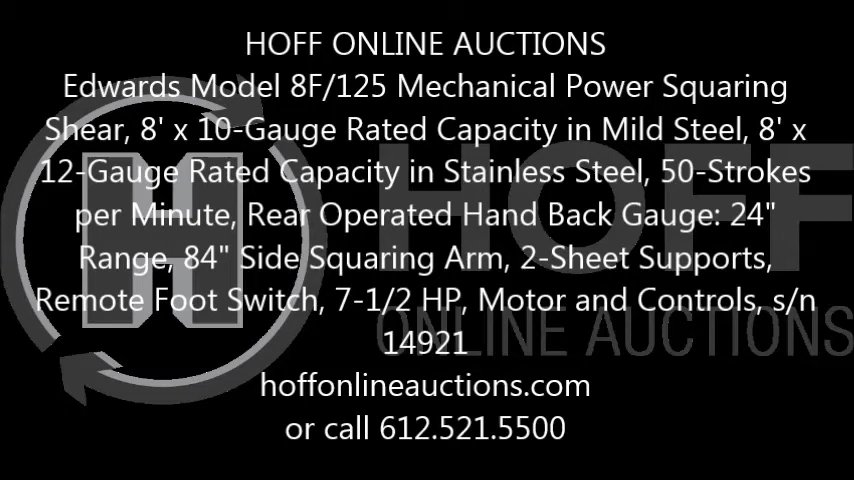 HOFF ONLINE AUCTIONS
Edwards Model 8F/125 Mechanical Power Squaring
Shear, 8' x 10-Gauge Rated Capacity in Mild Steel, 8' x
12-Gauge Rated Capacity in Stainless Steel, 50-Strokes
per Minute, Rear Operated Hand Back Gauge: 24"
Range, 84" Side Squaring Arm, 2-Sheet Supports,
Remote Foot Switch, 7-1/2 HP, Motor and Controls, s/n
14921
hoffonlineauctions.com
or call 612.521.5500
H
HOFF
ONLINE AUCTIONS